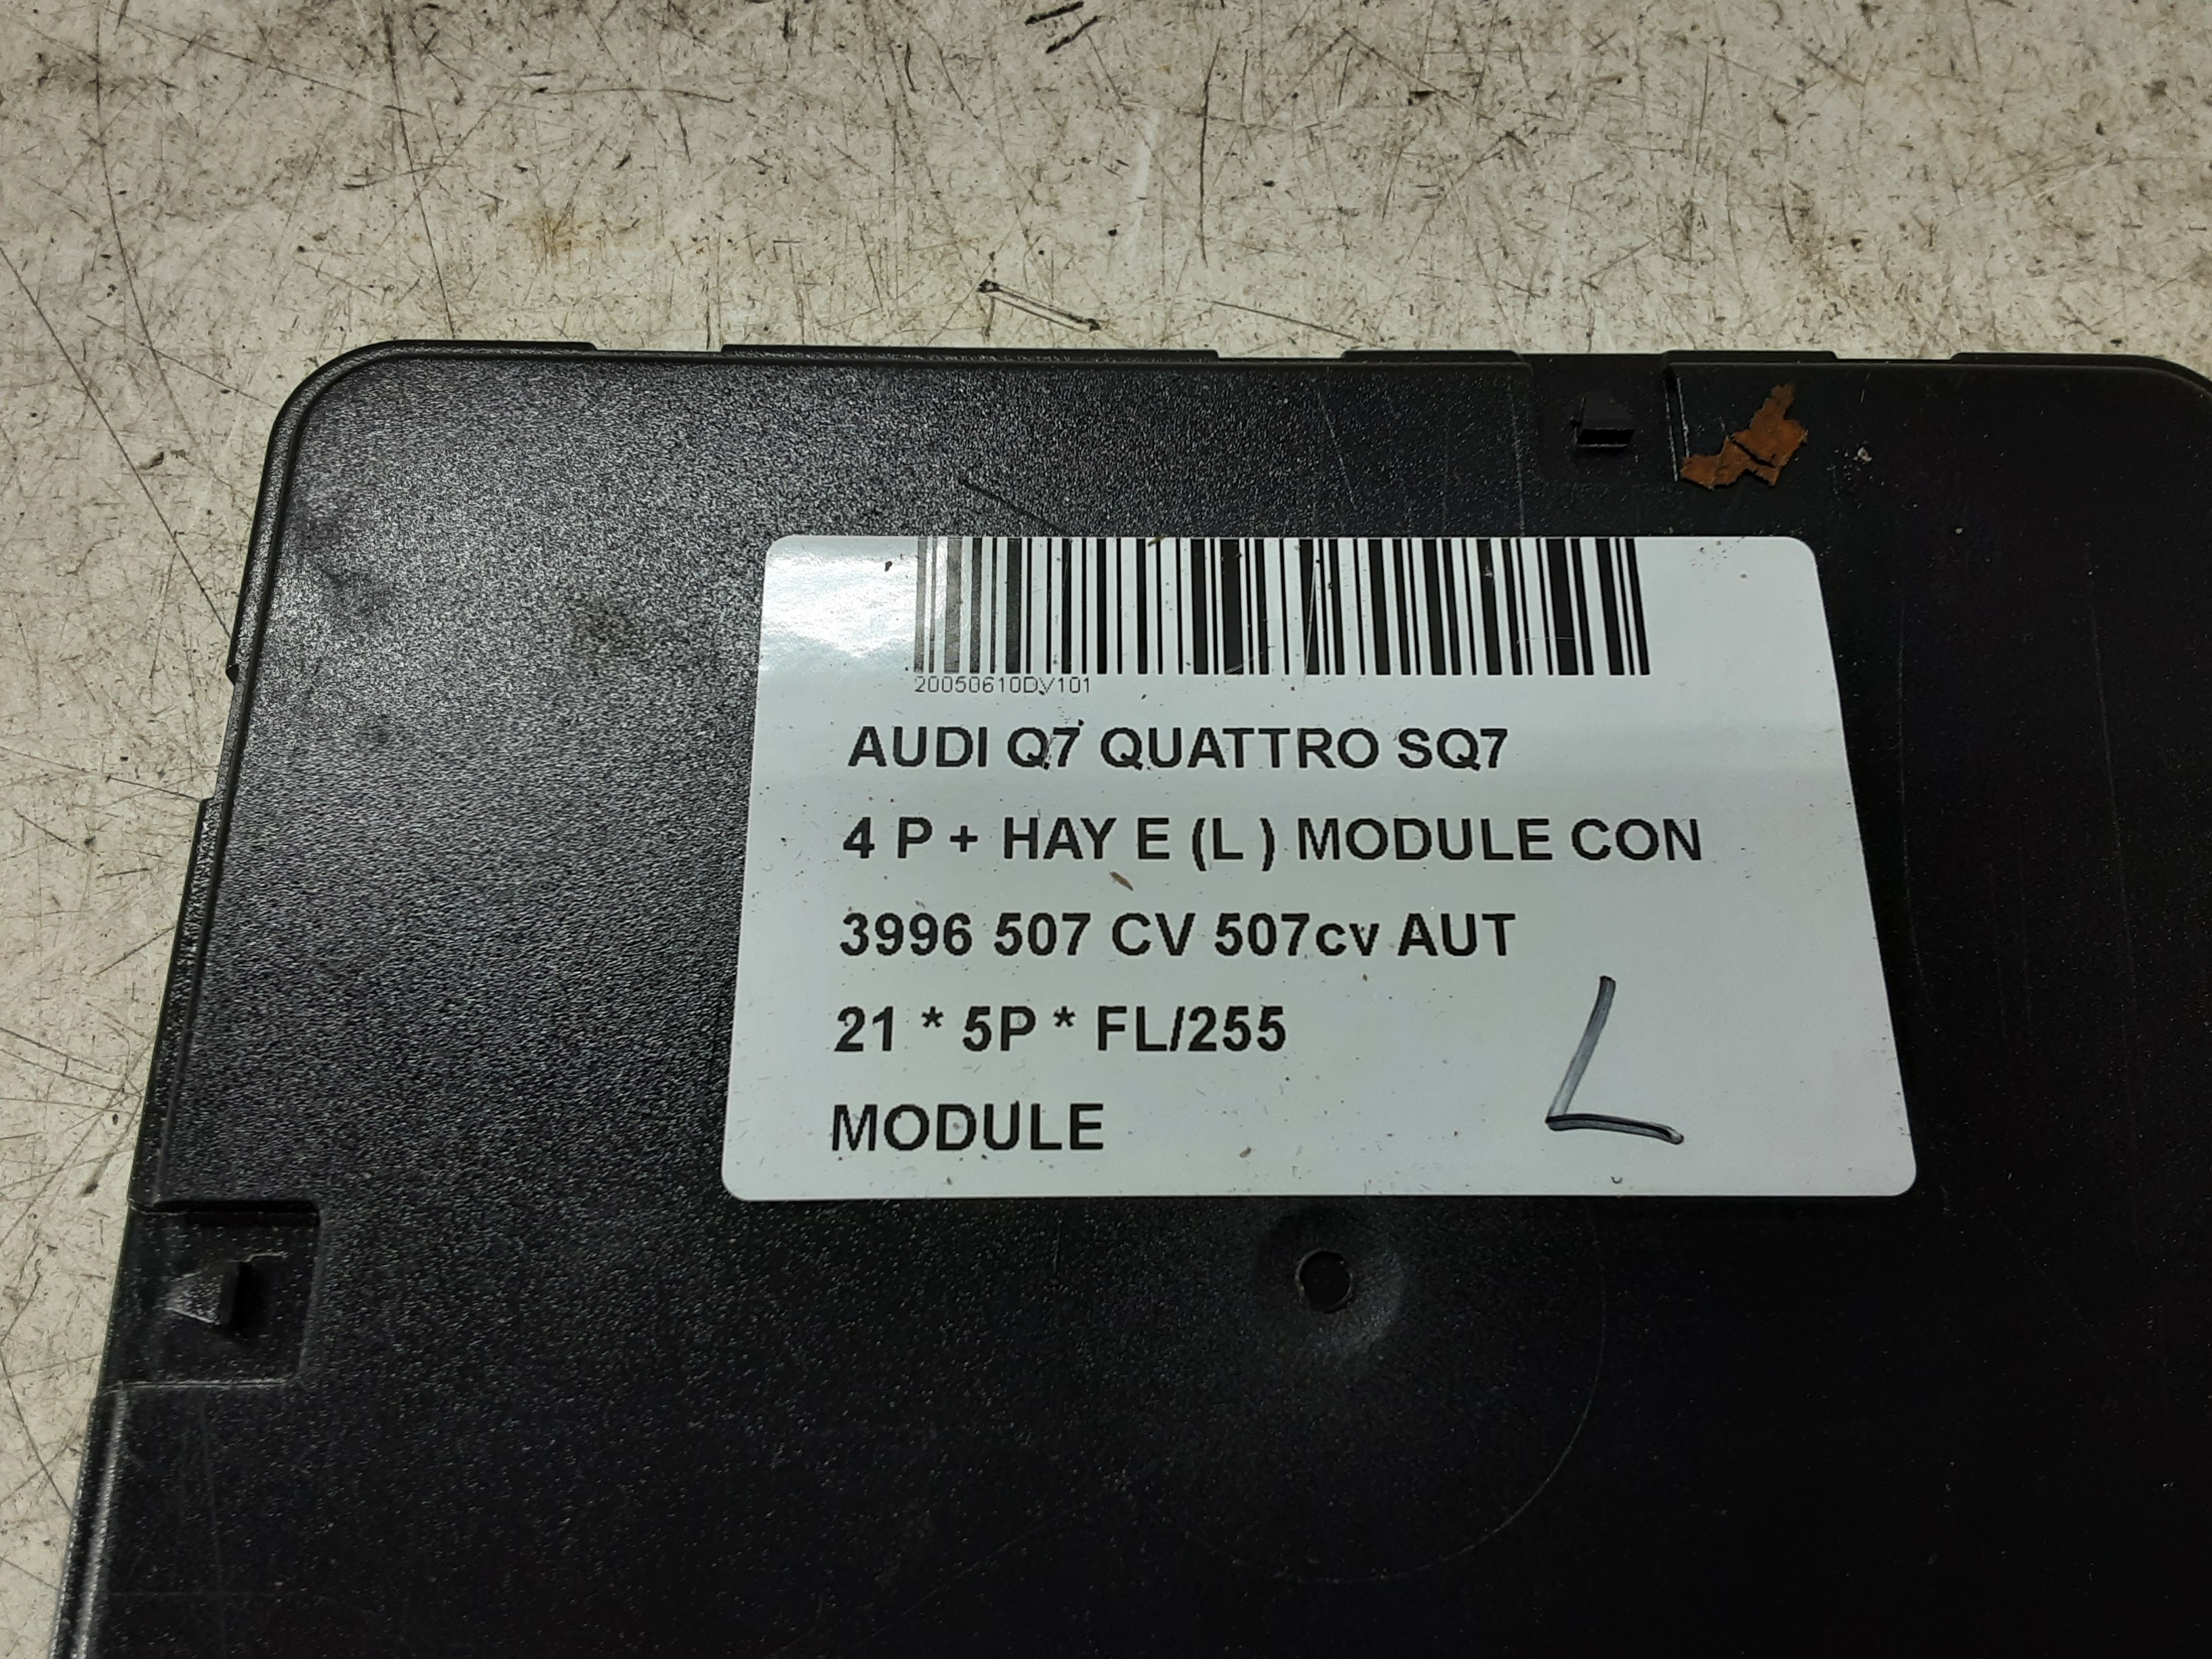 20050610DV101
AUDI Q7 QUATTRO SQ7
4 P + HAY E (L ) MODULE CON
3996 507 CV 507cv AUT
21 * 5P * FL/255
MODULE
L